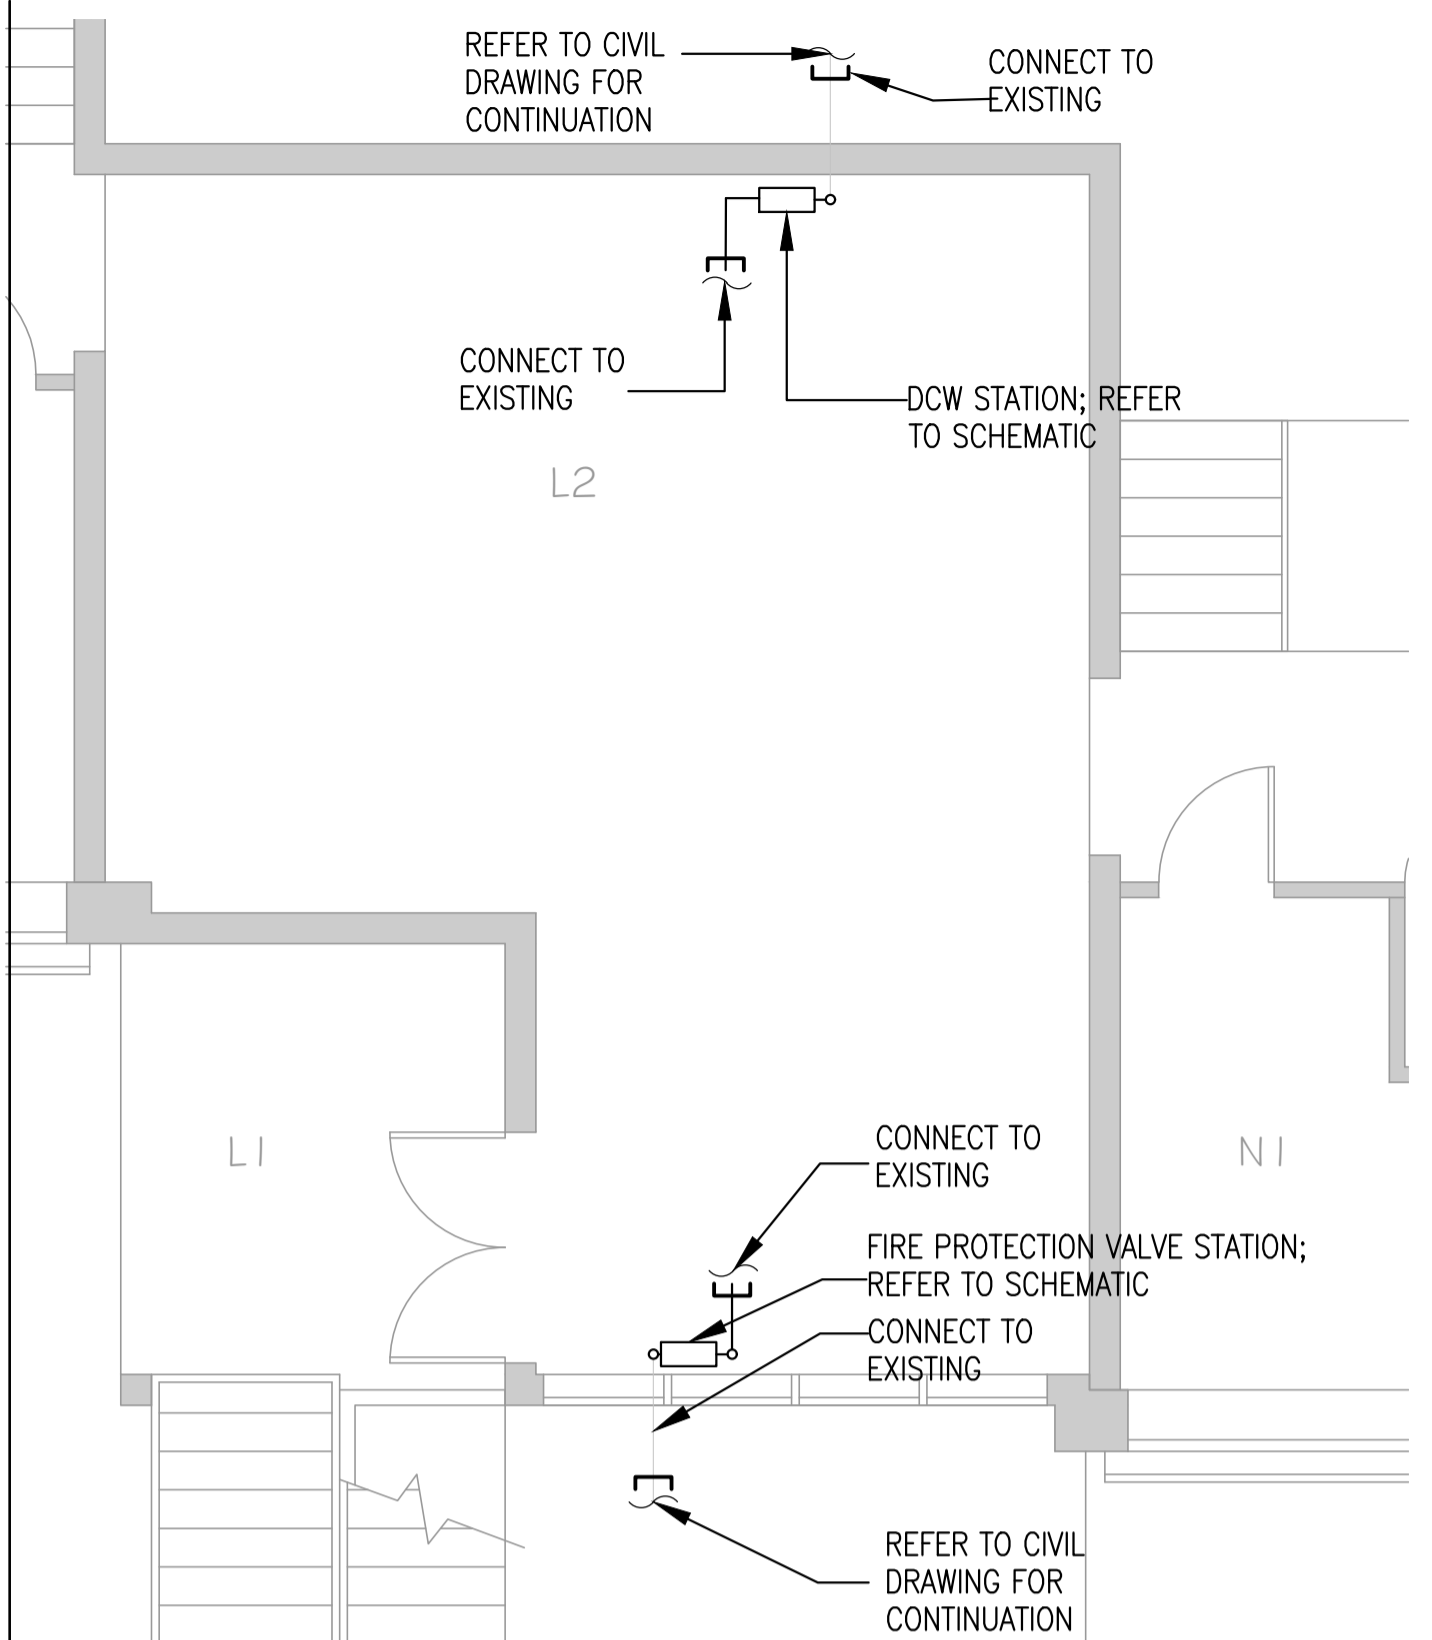 REFER TO CIVIL
DRAWING FOR
CONTINUATION
CONNECT TO
EXISTING
CONNECT TO
EXISTING
DCW STATION; REFER
TO SCHEMATIC
L2
L1
N1
CONNECT TO
EXISTING
FIRE PROTECTION VALVE STATION;
REFER TO SCHEMATIC
CONNECT TO
EXISTING
REFER TO CIVIL
DRAWING FOR
CONTINUATION